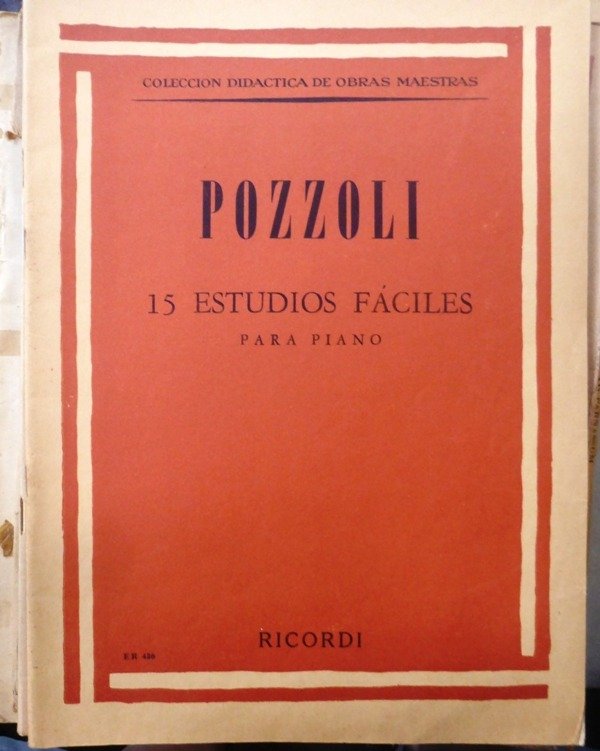 COLECCION DIDACTICA DE OBRAS MAESTRAS
POZZOLI
15 ESTUDIOS FÁCILES
PARA PIANO
RICORDI